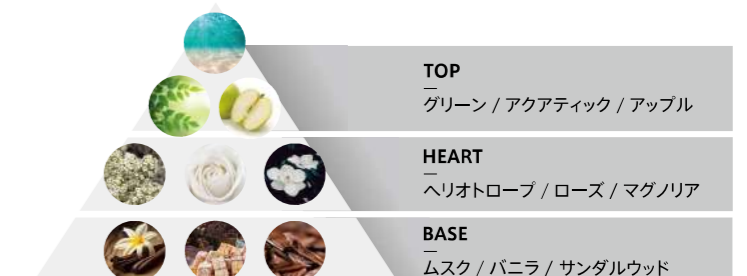 TOP
グリーン / アクアティック / アップル
HEART
ヘリオトロープ / ローズ / マグノリア
BASE
ムスク / バニラ / サンダルウッド